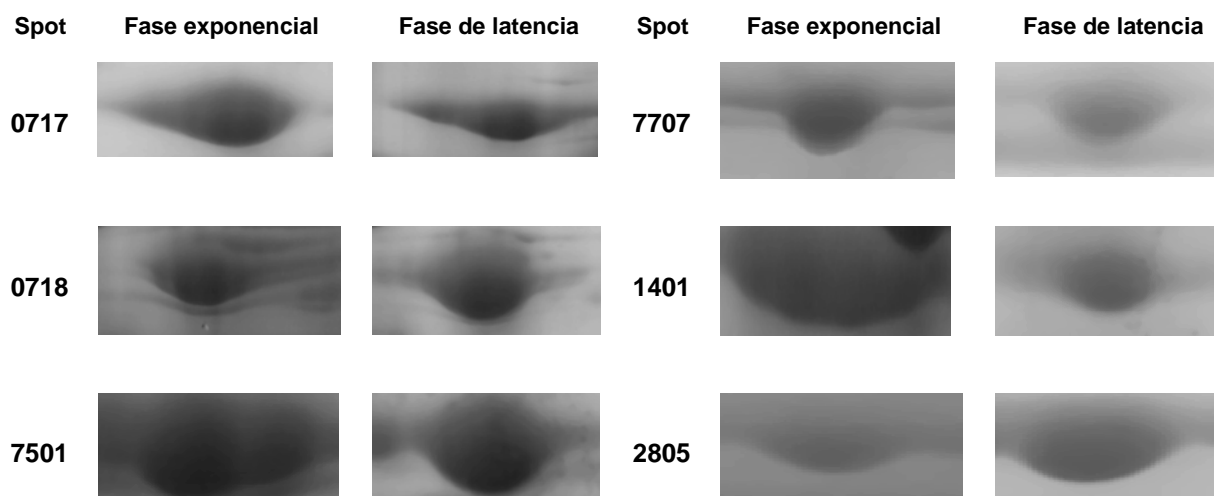 Spot Fase exponencial Fase de latencia Spot Fase exponencial Fase de latencia
0717 7707
0718 1401
7501 2805